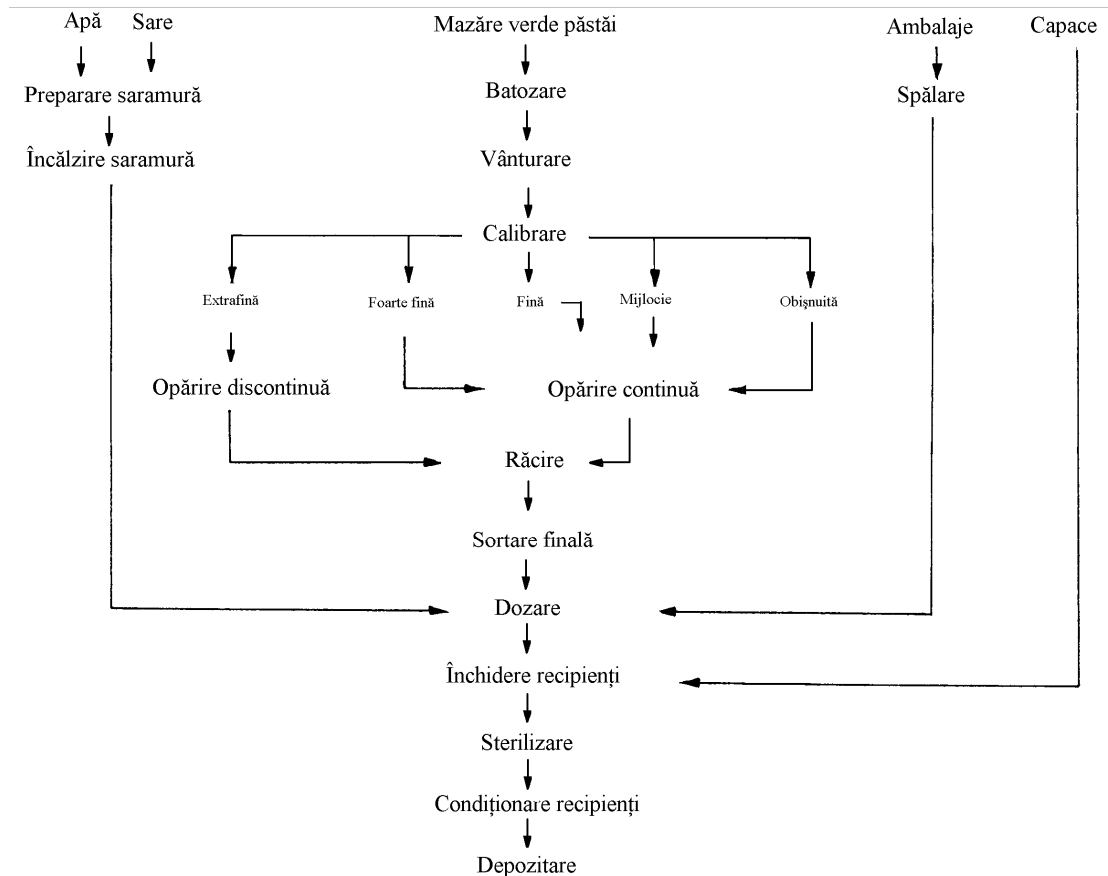 Apă Sare Mazăre verde păstăi Ambalaje Capace
Preparare saramură Batozare Spălare
Încălzire saramură Vânturare
Calibrare
Extrafină Foarte fină Fină Mijlocie Obişnuită
Opărire discontinuă Opărire continuă
Răcire
Sortare finală
Dozare
Închidere recipienți
Sterilizare
Condiționare recipienți
Depozitare